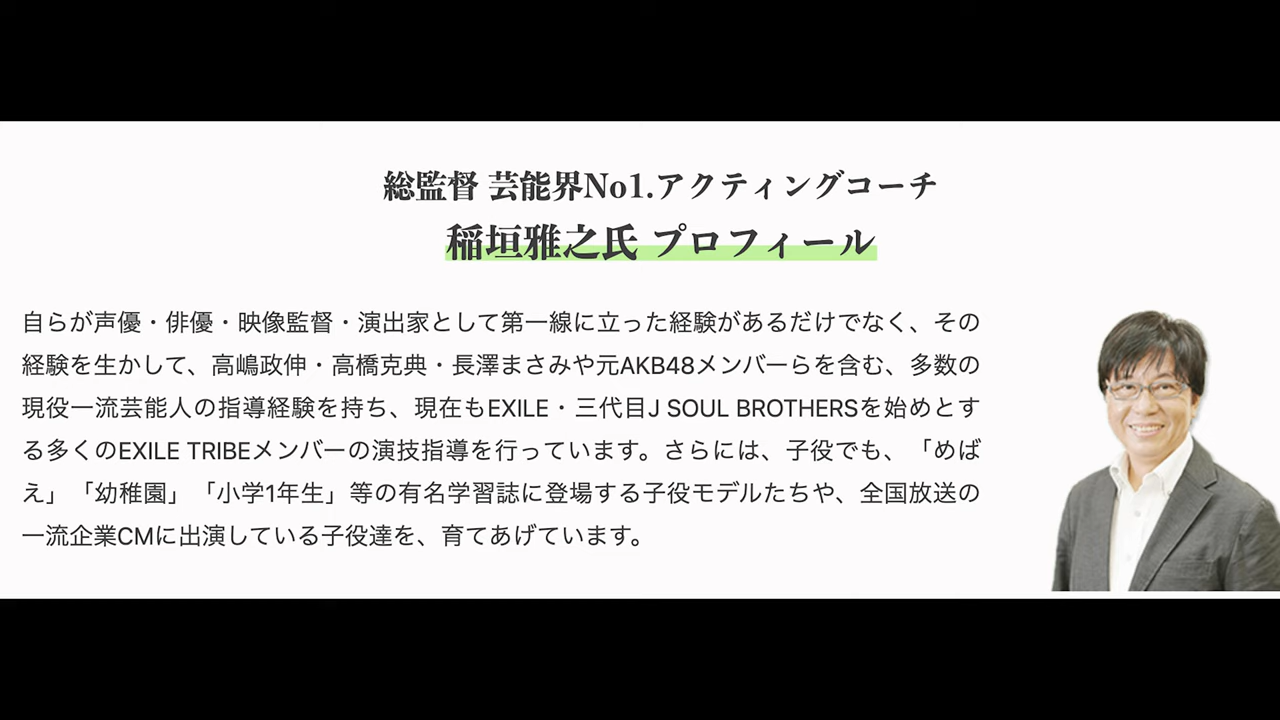 総監督 芸能界No1.アクティングコーチ
稲垣雅之氏 プロフィール
自らが声優・俳優・映像監督・演出家として第一線に立った経験があるだけでなく、その
経験を生かして、高嶋政伸・高橋克典・長澤まさみや元AKB48メンバーらを含む、多数の
現役一流芸能人の指導経験を持ち、現在もEXILE・三代目J SOUL BROTHERSを始めとす
る多くのEXILE TRIBEメンバーの演技指導を行っています。さらには、子役でも、「めば
え」「幼稚園」「小学1年生」等の有名学習誌に登場する子役モデルたちや、全国放送の
一流企業CMに出演している子役達を、育てあげています。